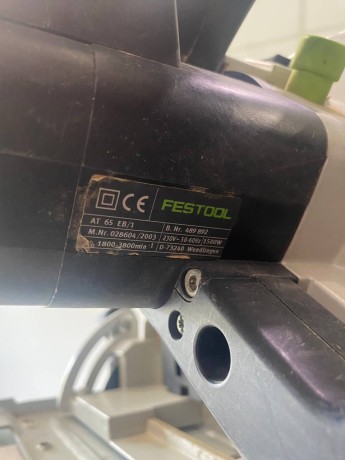 CE FESTOOL
AT 65 EB/1 B. Nr. 489 892
M.Nr. 028604/2003 230V~ 50-60Hz 1500W
1800-3800min⁻¹ D-73240 Wendlingen